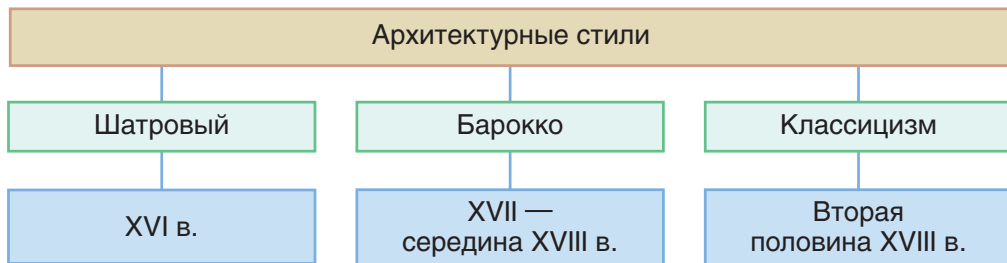 Архитектурные стили
Шатровый
Барокко
Классицизм
XVI в.
XVII —
середина XVIII в.
Вторая
половина XVIII в.